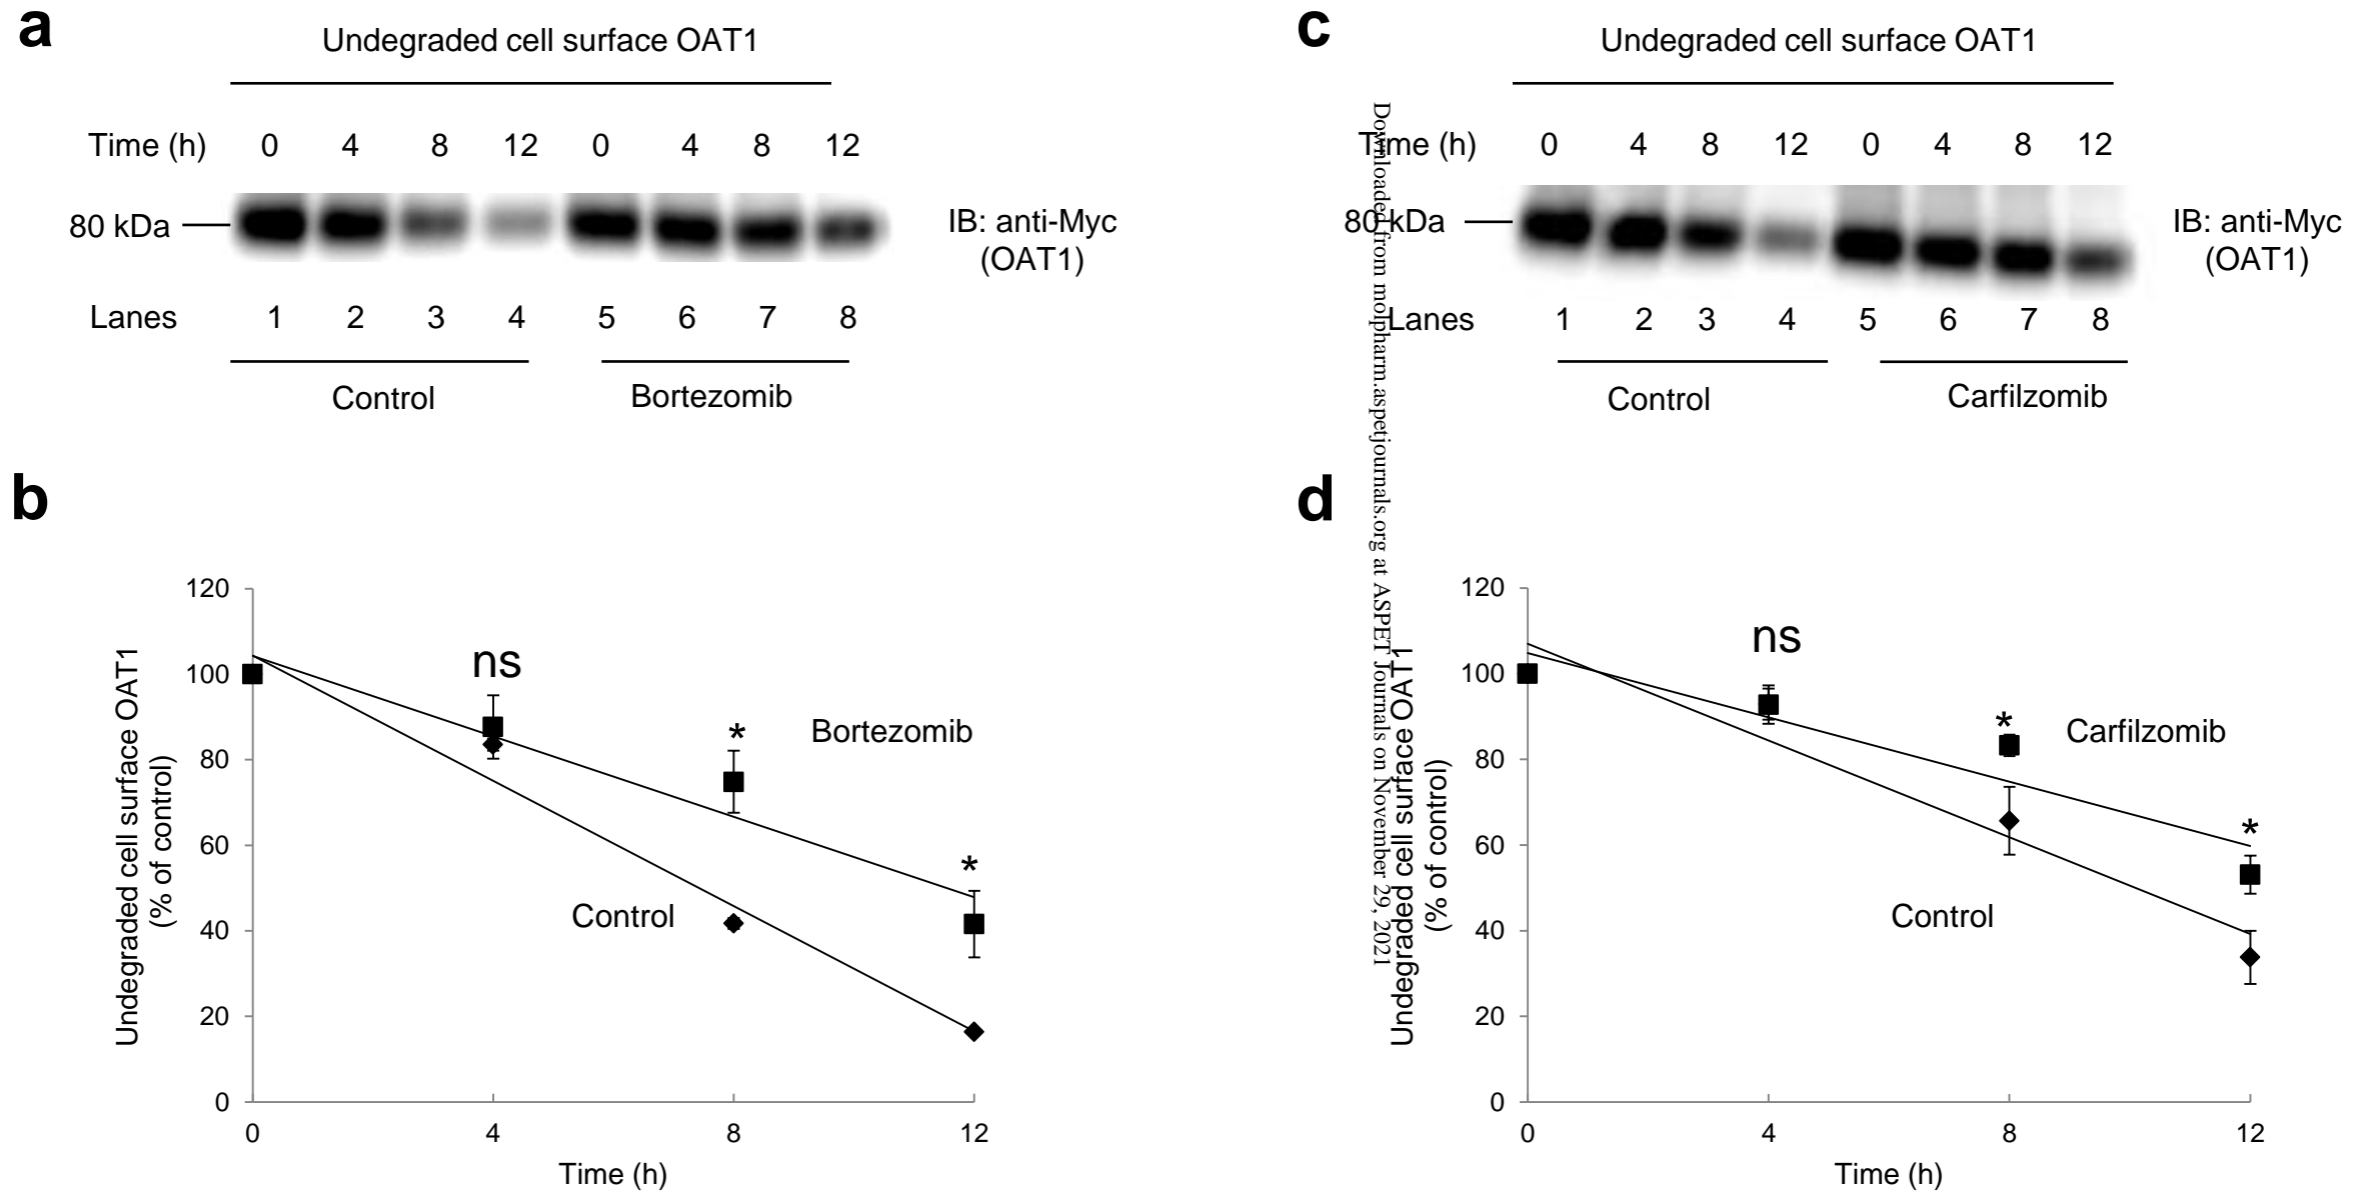 a
Undegraded cell surface OAT1
Time (h) 0 4 8 12 0 4 8 12
80 kDa
IB: anti-Myc
(OAT1)
Lanes 1 2 3 4 5 6 7 8
Control Bortezomib
b
Undegraded cell surface OAT1
(% of control)
120
100
80
60
40
20
0
ns
*
*
Bortezomib
Control
0 4 8 12
Time (h)
c
Undegraded cell surface OAT1
Time (h) 0 4 8 12 0 4 8 12
80 kDa
IB: anti-Myc
(OAT1)
Lanes 1 2 3 4 5 6 7 8
Control Carfilzomib
Downloaded from molpharm.aspetjournals.org at ASPET Journals on November 29, 2021
d
Undegraded cell surface OAT1
(% of control)
120
100
80
60
40
20
0
ns
*
*
Carfilzomib
Control
0 4 8 12
Time (h)